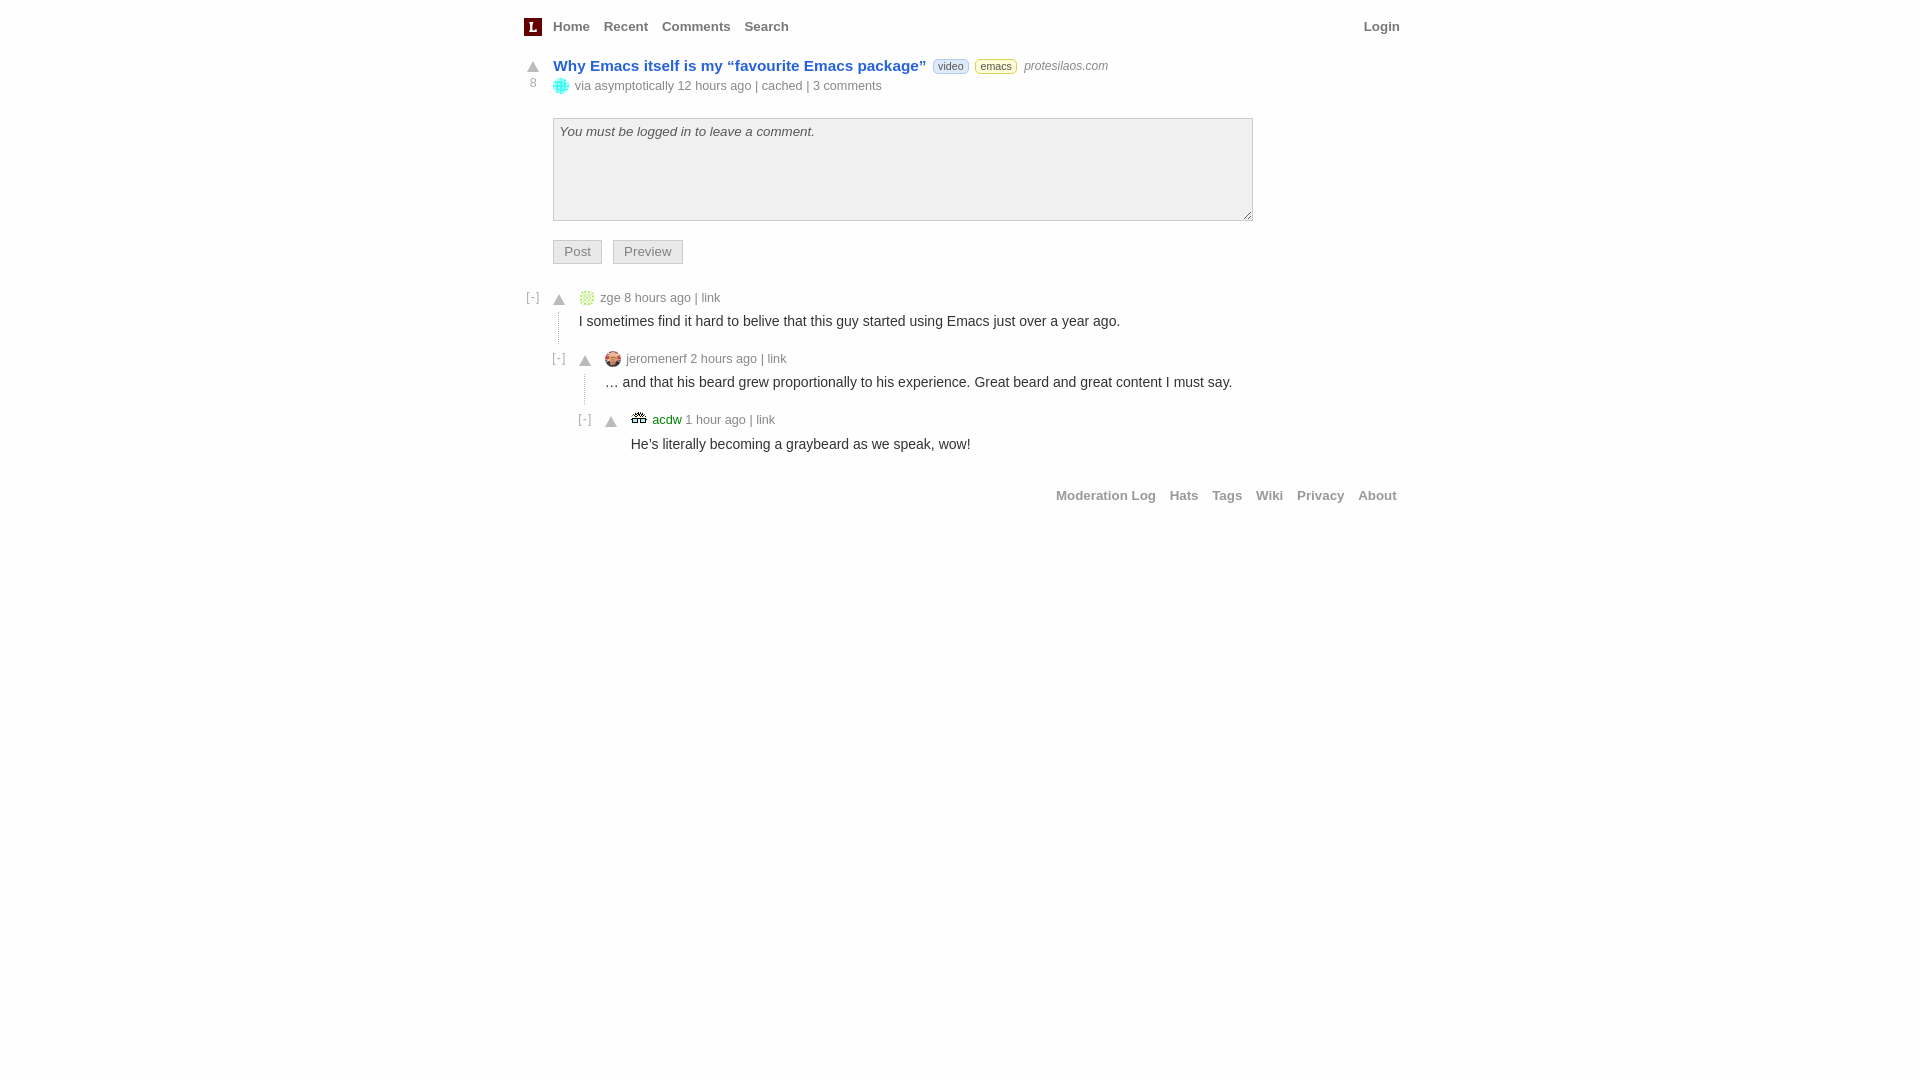 L Home Recent Comments Search Login
Why Emacs itself is my “favourite Emacs package” video emacs protesilaos.com
8
via asymptotically 12 hours ago | cached | 3 comments
You must be logged in to leave a comment.
Post Preview
[-] zge 8 hours ago | link
I sometimes find it hard to belive that this guy started using Emacs just over a year ago.
[-] jeromenerf 2 hours ago | link
… and that his beard grew proportionally to his experience. Great beard and great content I must say.
[-] acdw 1 hour ago | link
He’s literally becoming a graybeard as we speak, wow!
Moderation Log Hats Tags Wiki Privacy About